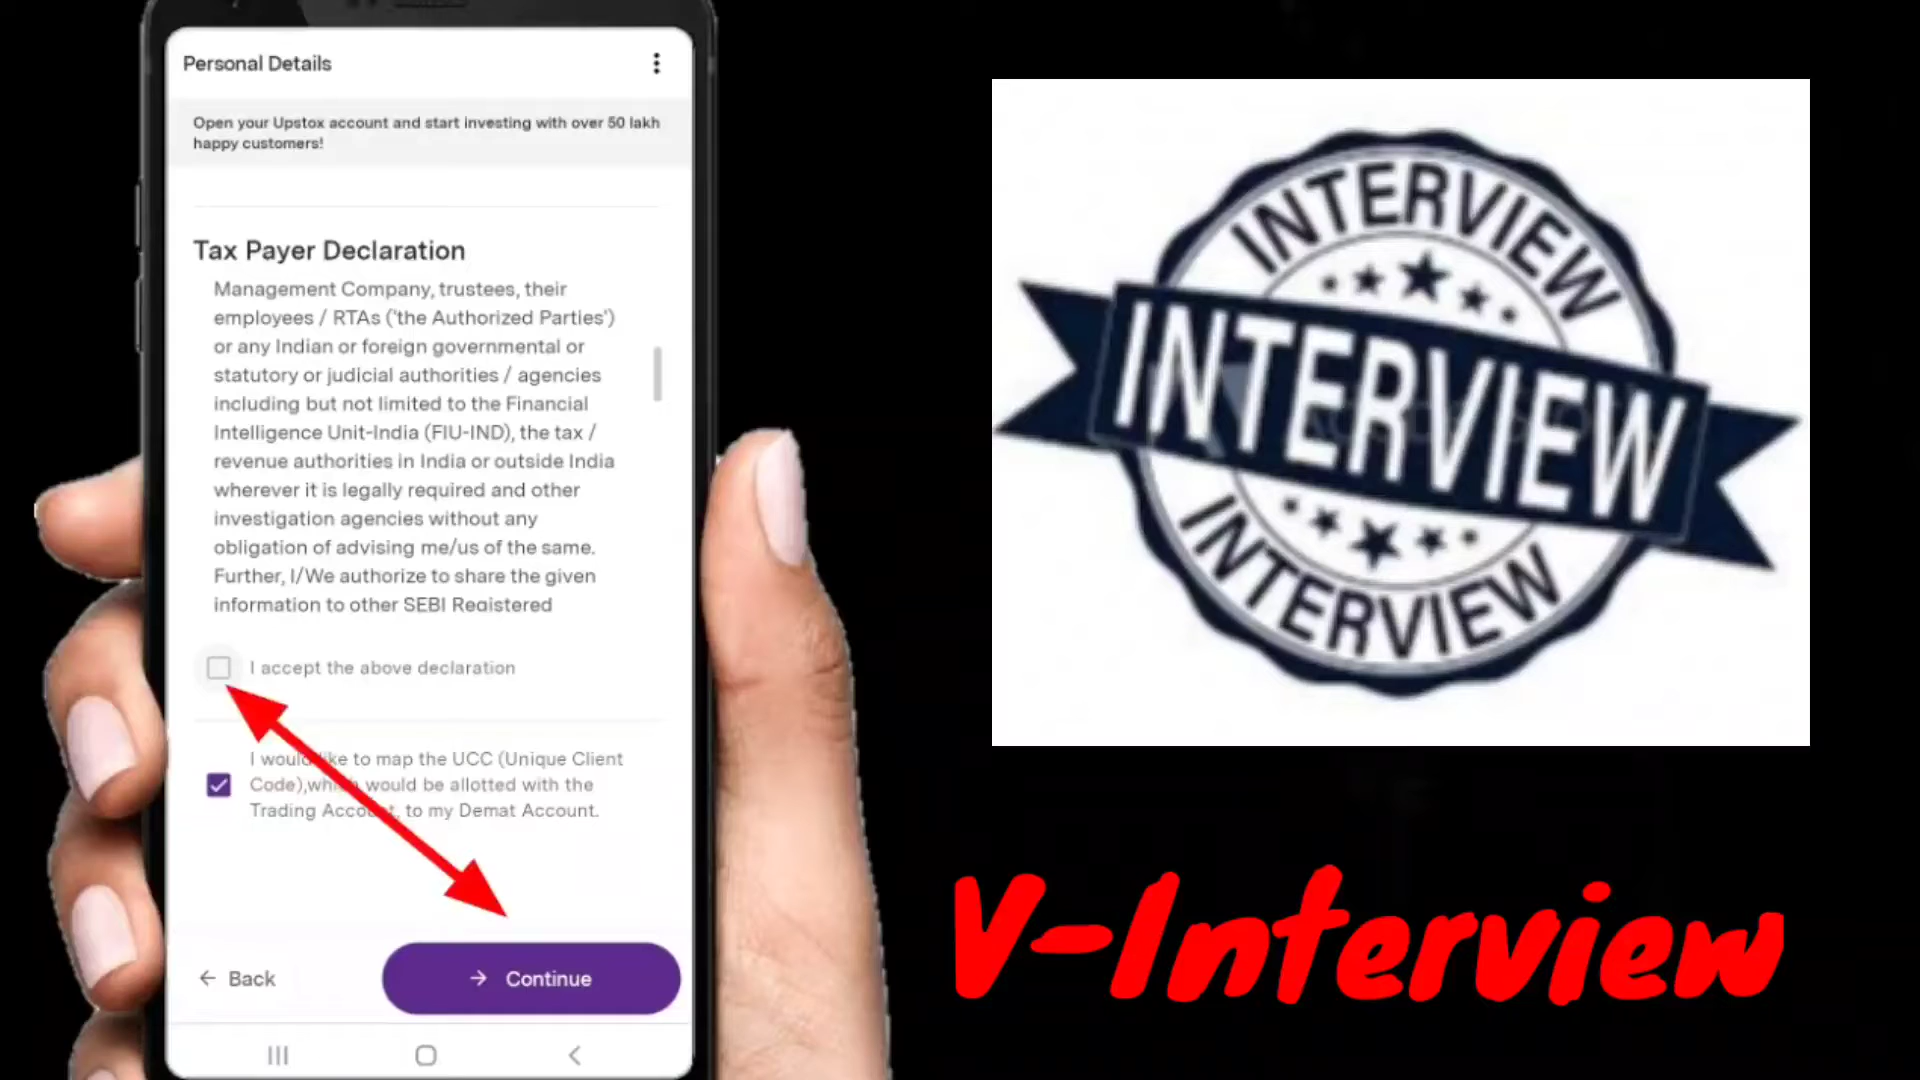 Personal Details
Open your Upstox account and start investing with over 50 lakh
happy customers!
Tax Payer Declaration
Management Company, trustees, their
employees / RTAs ('the Authorized Parties')
or any Indian or foreign governmental or
statutory or judicial authorities / agencies
including but not limited to the Financial
Intelligence Unit-India (FIU-IND), the tax /
revenue authorities in India or outside India
wherever it is legally required and other
investigation agencies without any
obligation of advising me/us of the same.
Further, I/We authorize to share the given
information to other SEBI Registered
I accept the above declaration
I would like to map the UCC (Unique Client
Code),which would be allotted with the
Trading Account, to my Demat Account.
Back
Continue
INTERVIEW
INTERVIEW
INTERVIEW
V-Interview